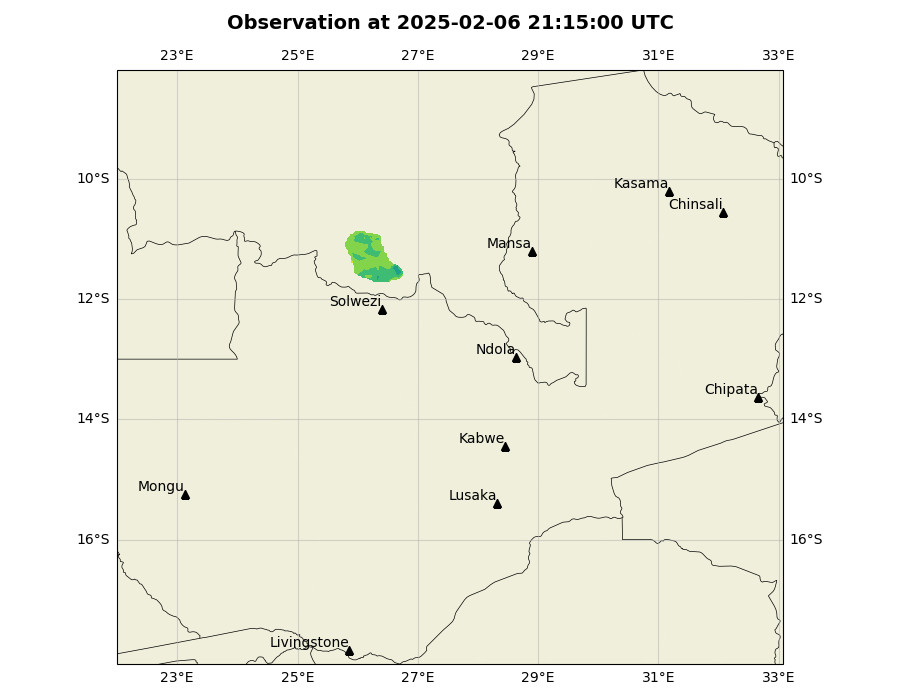 Observation at 2025-02-06 21:15:00 UTC
23°E 25°E 27°E 29°E 31°E 33°E
10°S 10°S
Kasama
Chinsali
Mansa
12°S 12°S
Solwezi
Ndola
Chipata
14°S 14°S
Kabwe
Mongu
Lusaka
16°S 16°S
Livingstone
23°E 25°E 27°E 29°E 31°E 33°E